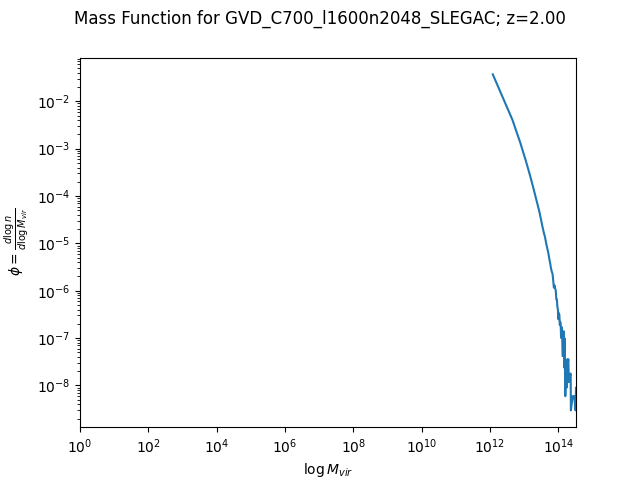 Mass Function for GVD_C700_l1600n2048_SLEGAC; z=2.00
ϕ = d log n / d log M_vir
10^-2
10^-3
10^-4
10^-5
10^-6
10^-7
10^-8
10^0 10^2 10^4 10^6 10^8 10^10 10^12 10^14
log M_vir